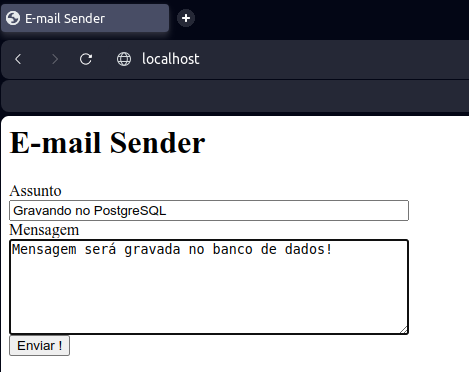 E-mail Sender
localhost
E-mail Sender
Assunto
Gravando no PostgreSQL
Mensagem
Mensagem será gravada no banco de dados!
Enviar !